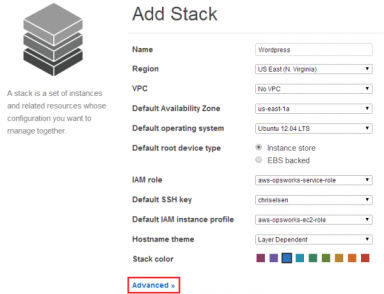 Add Stack
A stack is a set of instances
and related resources whose
configuration you want to
manage together.
Name Wordpress
Region US East (N. Virginia)
VPC No VPC
Default Availability Zone us-east-1a
Default operating system Ubuntu 12.04 LTS
Default root device type Instance store
EBS backed
IAM role aws-opsworks-service-role
Default SSH key chriselsen
Default IAM instance profile aws-opsworks-ec2-role
Hostname theme Layer Dependent
Stack color
Advanced »